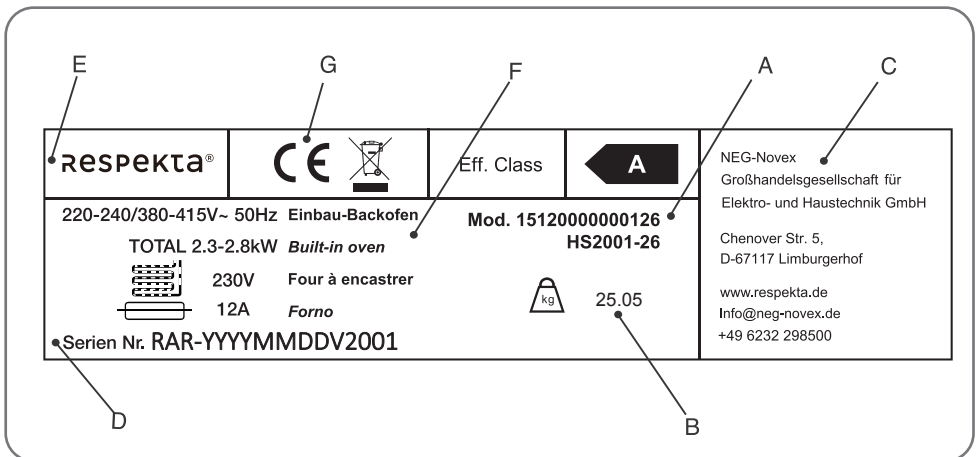 E
G
F
A
C
Respekta®
CE
Eff. Class
A
220-240/380-415V~ 50Hz Einbau-Backofen
TOTAL 2.3-2.8kW Built-in oven
230V Four à encastrer
12A Forno
Serien Nr. RAR-YYYYMMDDV2001
Mod. 15120000000126
HS2001-26
kg 25.05
NEG-Novex
Großhandelsgesellschaft für
Elektro- und Haustechnik GmbH
Chenover Str. 5,
D-67117 Limburgerhof
www.respekta.de
Info@neg-novex.de
+49 6232 298500
D
B